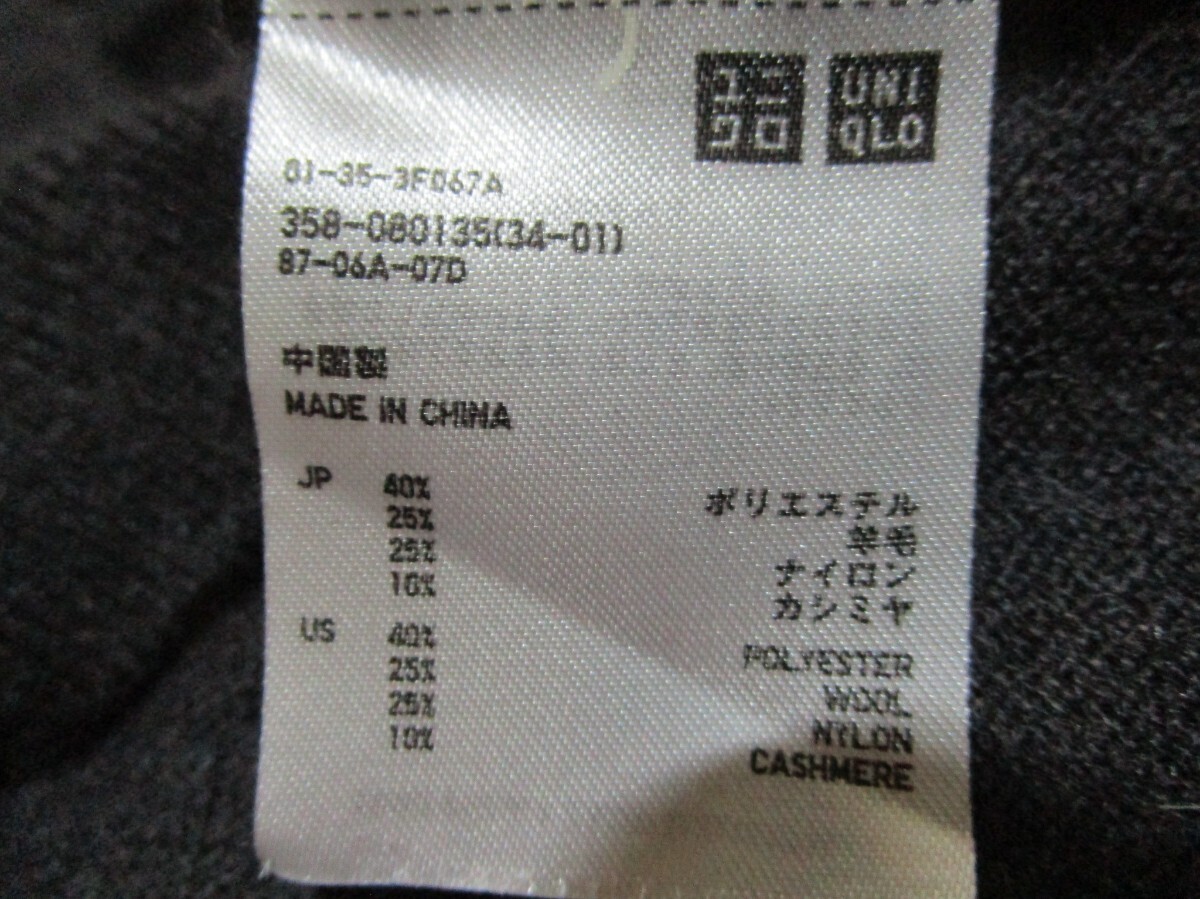 ユニ UNI
クロ QLO
01-35-3F067A
358-080135(34-01)
87-06A-07D
中国製
MADE IN CHINA
JP 40% ポリエステル
25% 羊毛
25% ナイロン
10% カシミヤ
US 40% POLYESTER
25% WOOL
25% NYLON
10% CASHMERE